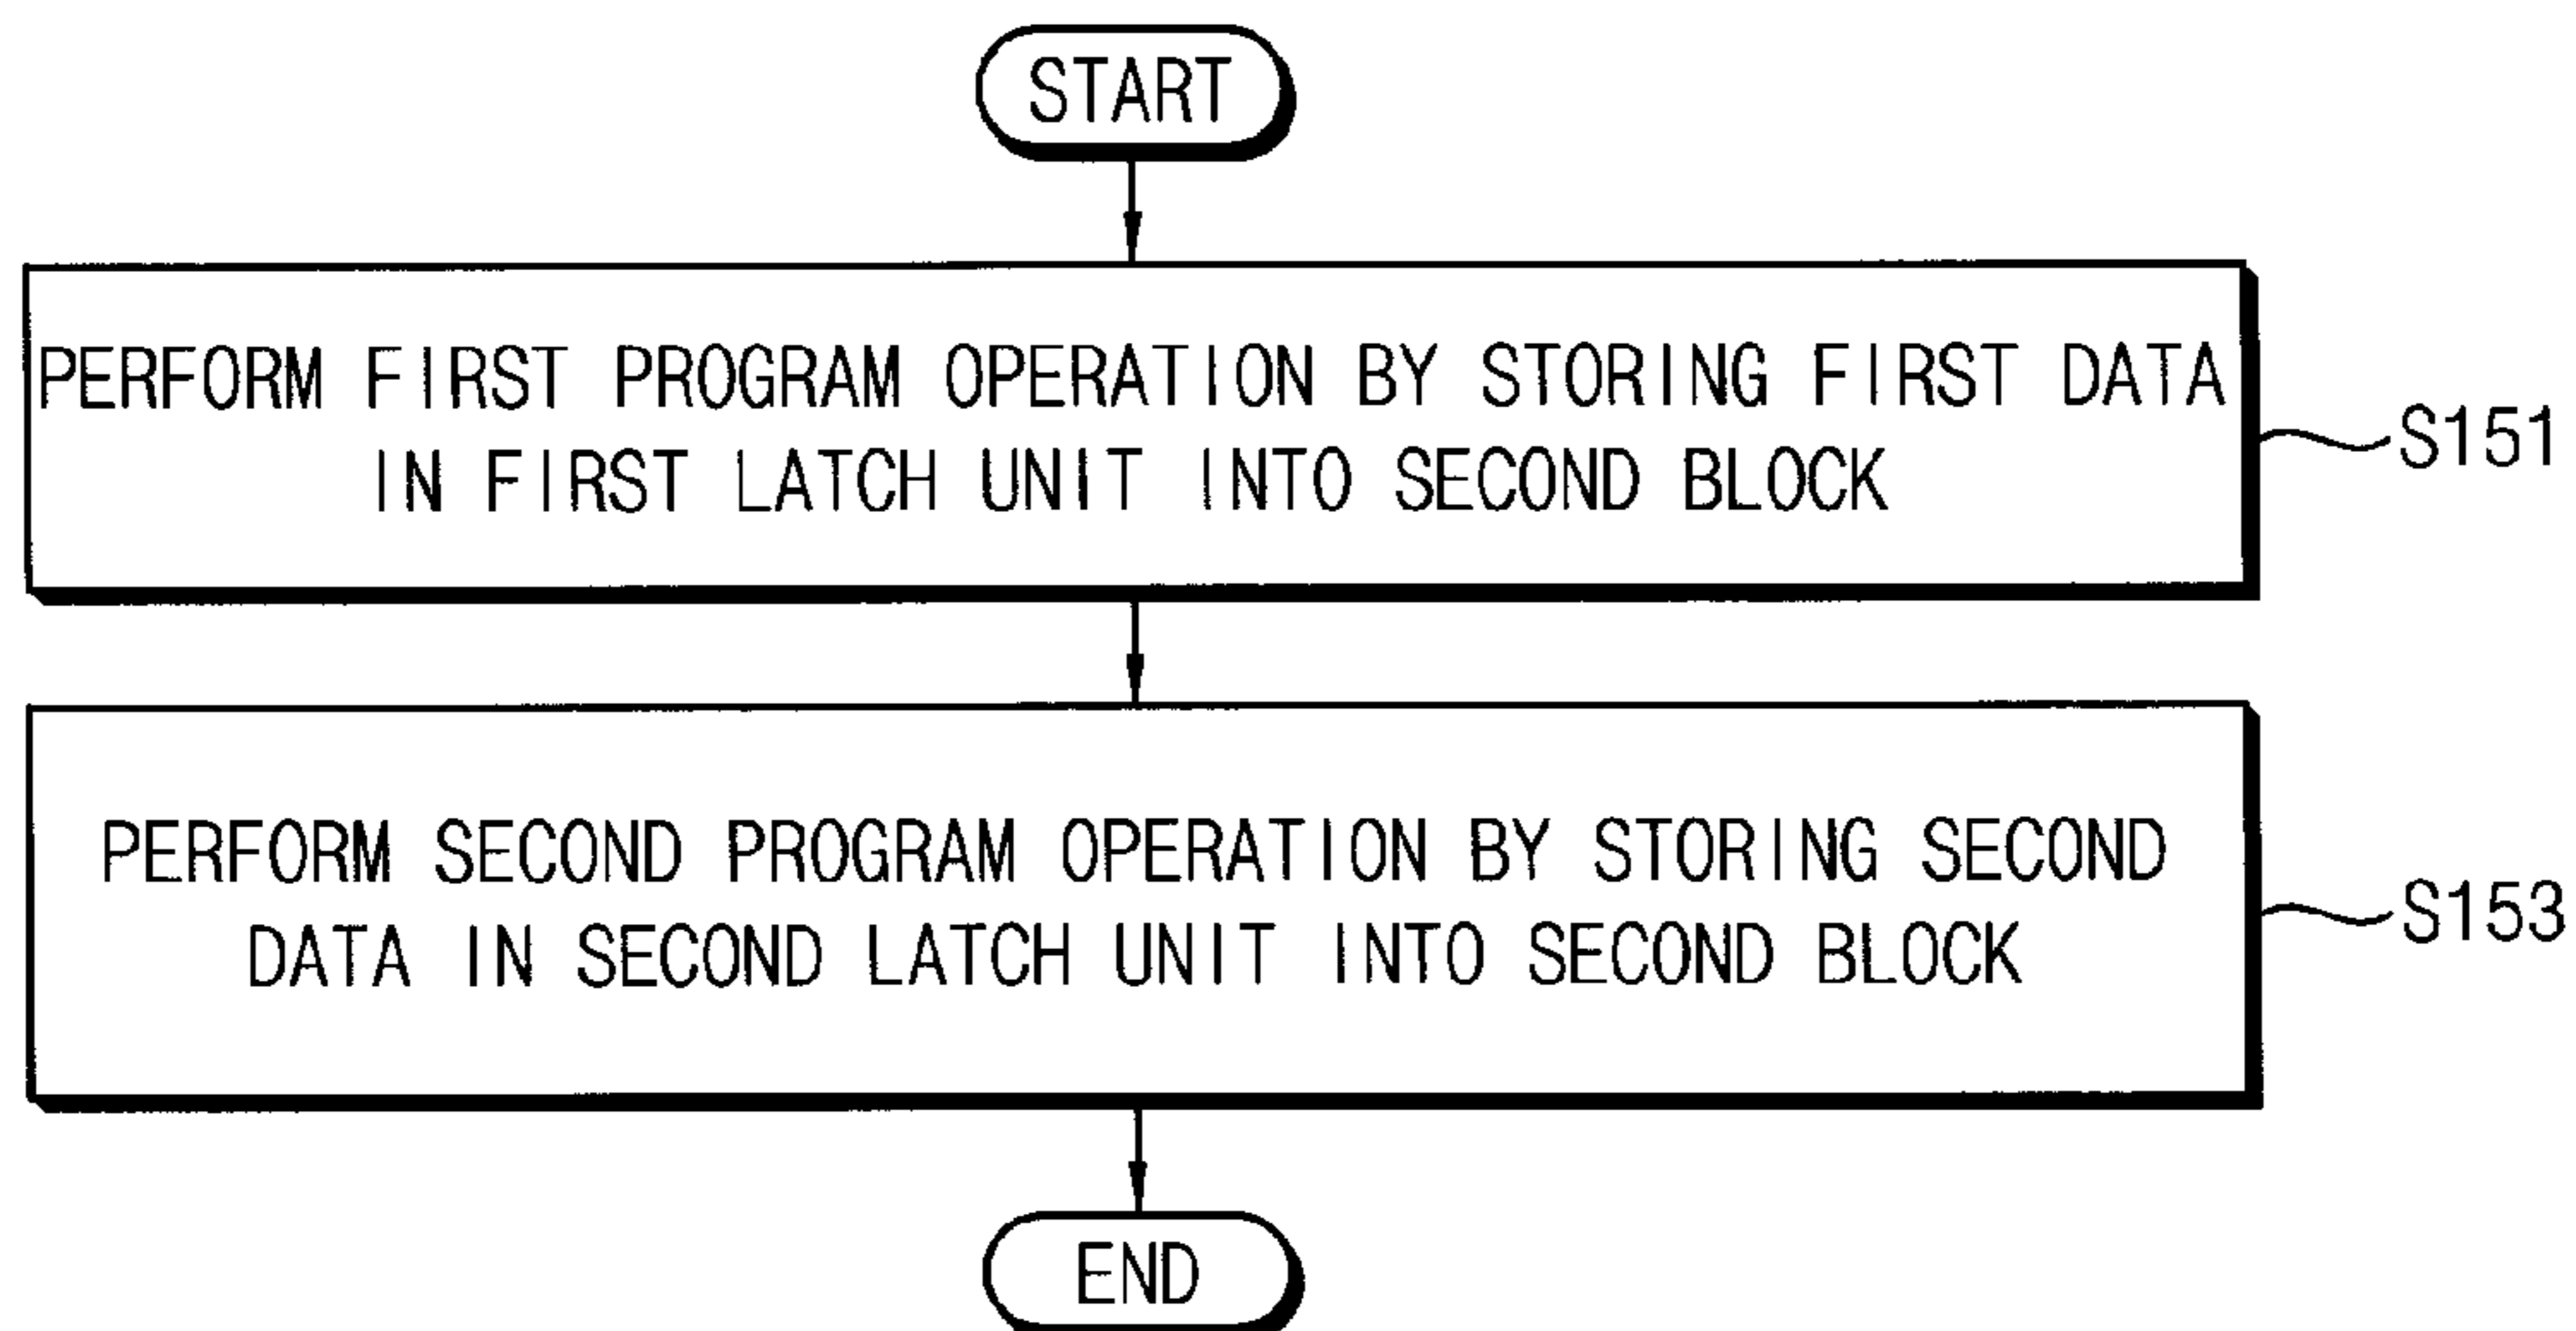 START
PERFORM FIRST PROGRAM OPERATION BY STORING FIRST DATA
IN FIRST LATCH UNIT INTO SECOND BLOCK
S151
PERFORM SECOND PROGRAM OPERATION BY STORING SECOND
DATA IN SECOND LATCH UNIT INTO SECOND BLOCK
S153
END